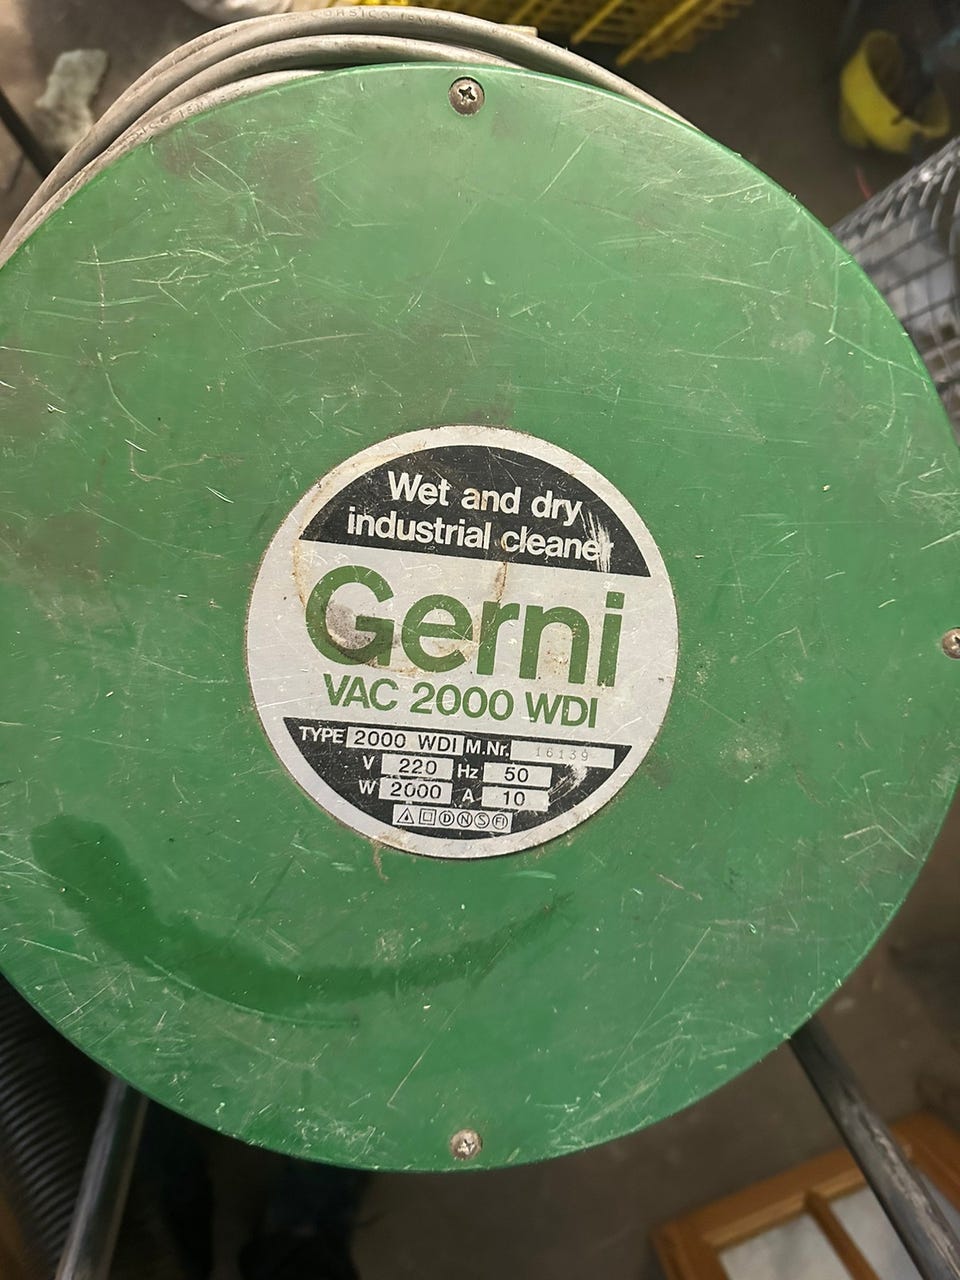 Wet and dry
industrial cleaner
Gerni
VAC 2000 WDI
TYPE 2000 WDI M.Nr. 16139
V 220 Hz 50
W 2000 A 10
D N S FI